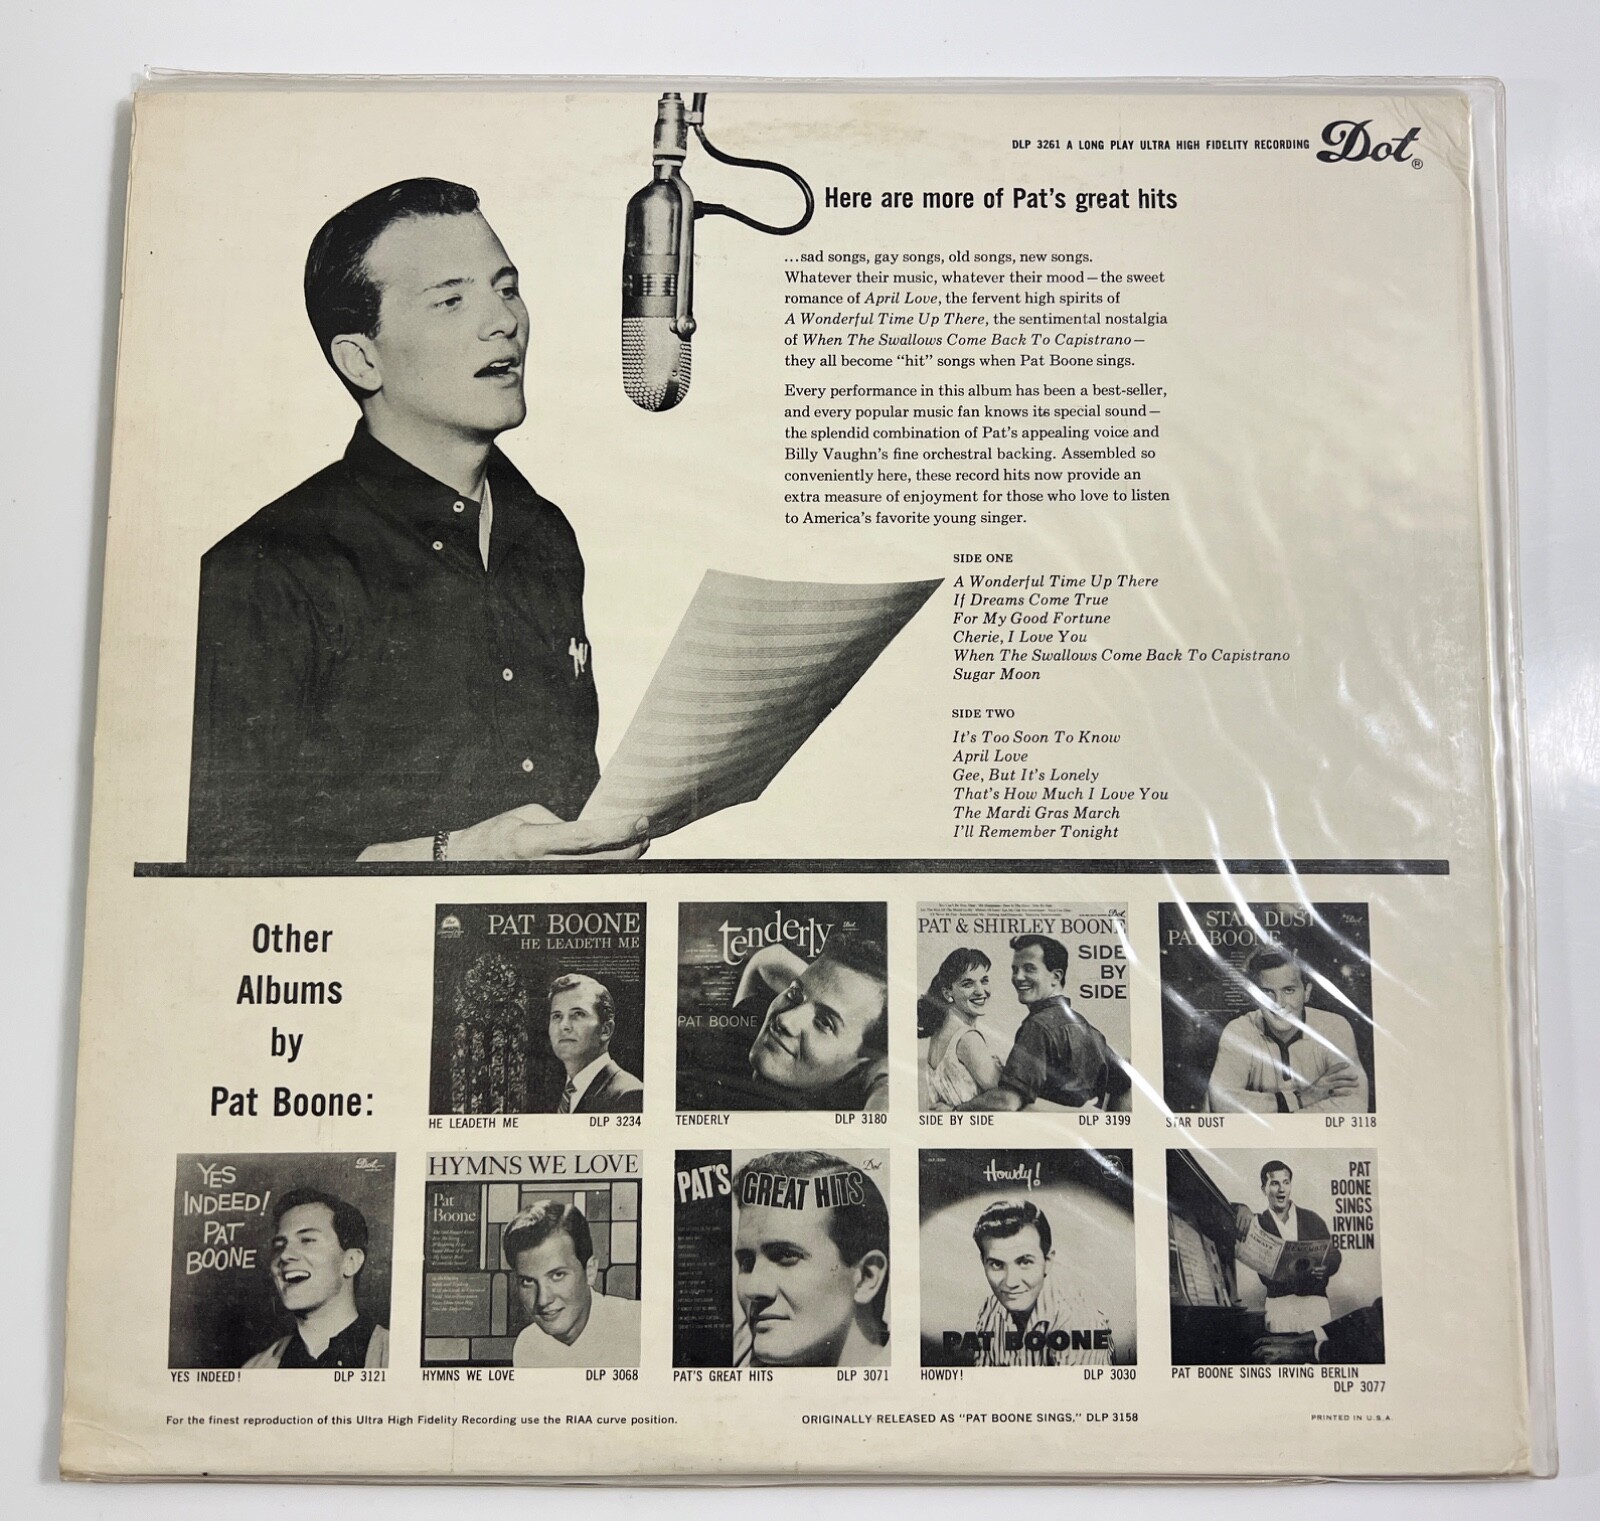 DLP 3261 A LONG PLAY ULTRA HIGH FIDELITY RECORDING Dot®
Here are more of Pat's great hits
...sad songs, gay songs, old songs, new songs.
Whatever their music, whatever their mood—the sweet
romance of April Love, the fervent high spirits of
A Wonderful Time Up There, the sentimental nostalgia
of When The Swallows Come Back To Capistrano—
they all become "hit" songs when Pat Boone sings.
Every performance in this album has been a best-seller,
and every popular music fan knows its special sound—
the splendid combination of Pat's appealing voice and
Billy Vaughn's fine orchestral backing. Assembled so
conveniently here, these record hits now provide an
extra measure of enjoyment for those who love to listen
to America's favorite young singer.
SIDE ONE
A Wonderful Time Up There
If Dreams Come True
For My Good Fortune
Cherie, I Love You
When The Swallows Come Back To Capistrano
Sugar Moon
SIDE TWO
It's Too Soon To Know
April Love
Gee, But It's Lonely
That's How Much I Love You
The Mardi Gras March
I'll Remember Tonight
Other
Albums
by
Pat Boone:
PAT BOONE
HE LEADETH ME
HE LEADETH ME DLP 3234
tenderly
Dot
PAT BOONE
TENDERLY DLP 3180
Dot
PAT & SHIRLEY BOONE
SIDE
BY
SIDE
SIDE BY SIDE DLP 3199
STAR DUST
PAT BOONE
STAR DUST DLP 3118
Dot
YES
INDEED!
PAT
BOONE
YES INDEED! DLP 3121
HYMNS WE LOVE
Pat
Boone
HYMNS WE LOVE DLP 3068
PAT'S GREAT HITS
Dot
PAT'S GREAT HITS DLP 3071
Howdy!
PAT BOONE
HOWDY! DLP 3030
PAT
BOONE
SINGS
IRVING
BERLIN
REMEMBER
PAT BOONE SINGS IRVING BERLIN
DLP 3077
For the finest reproduction of this Ultra High Fidelity Recording use the RIAA curve position.
ORIGINALLY RELEASED AS "PAT BOONE SINGS," DLP 3158
PRINTED IN U.S.A.